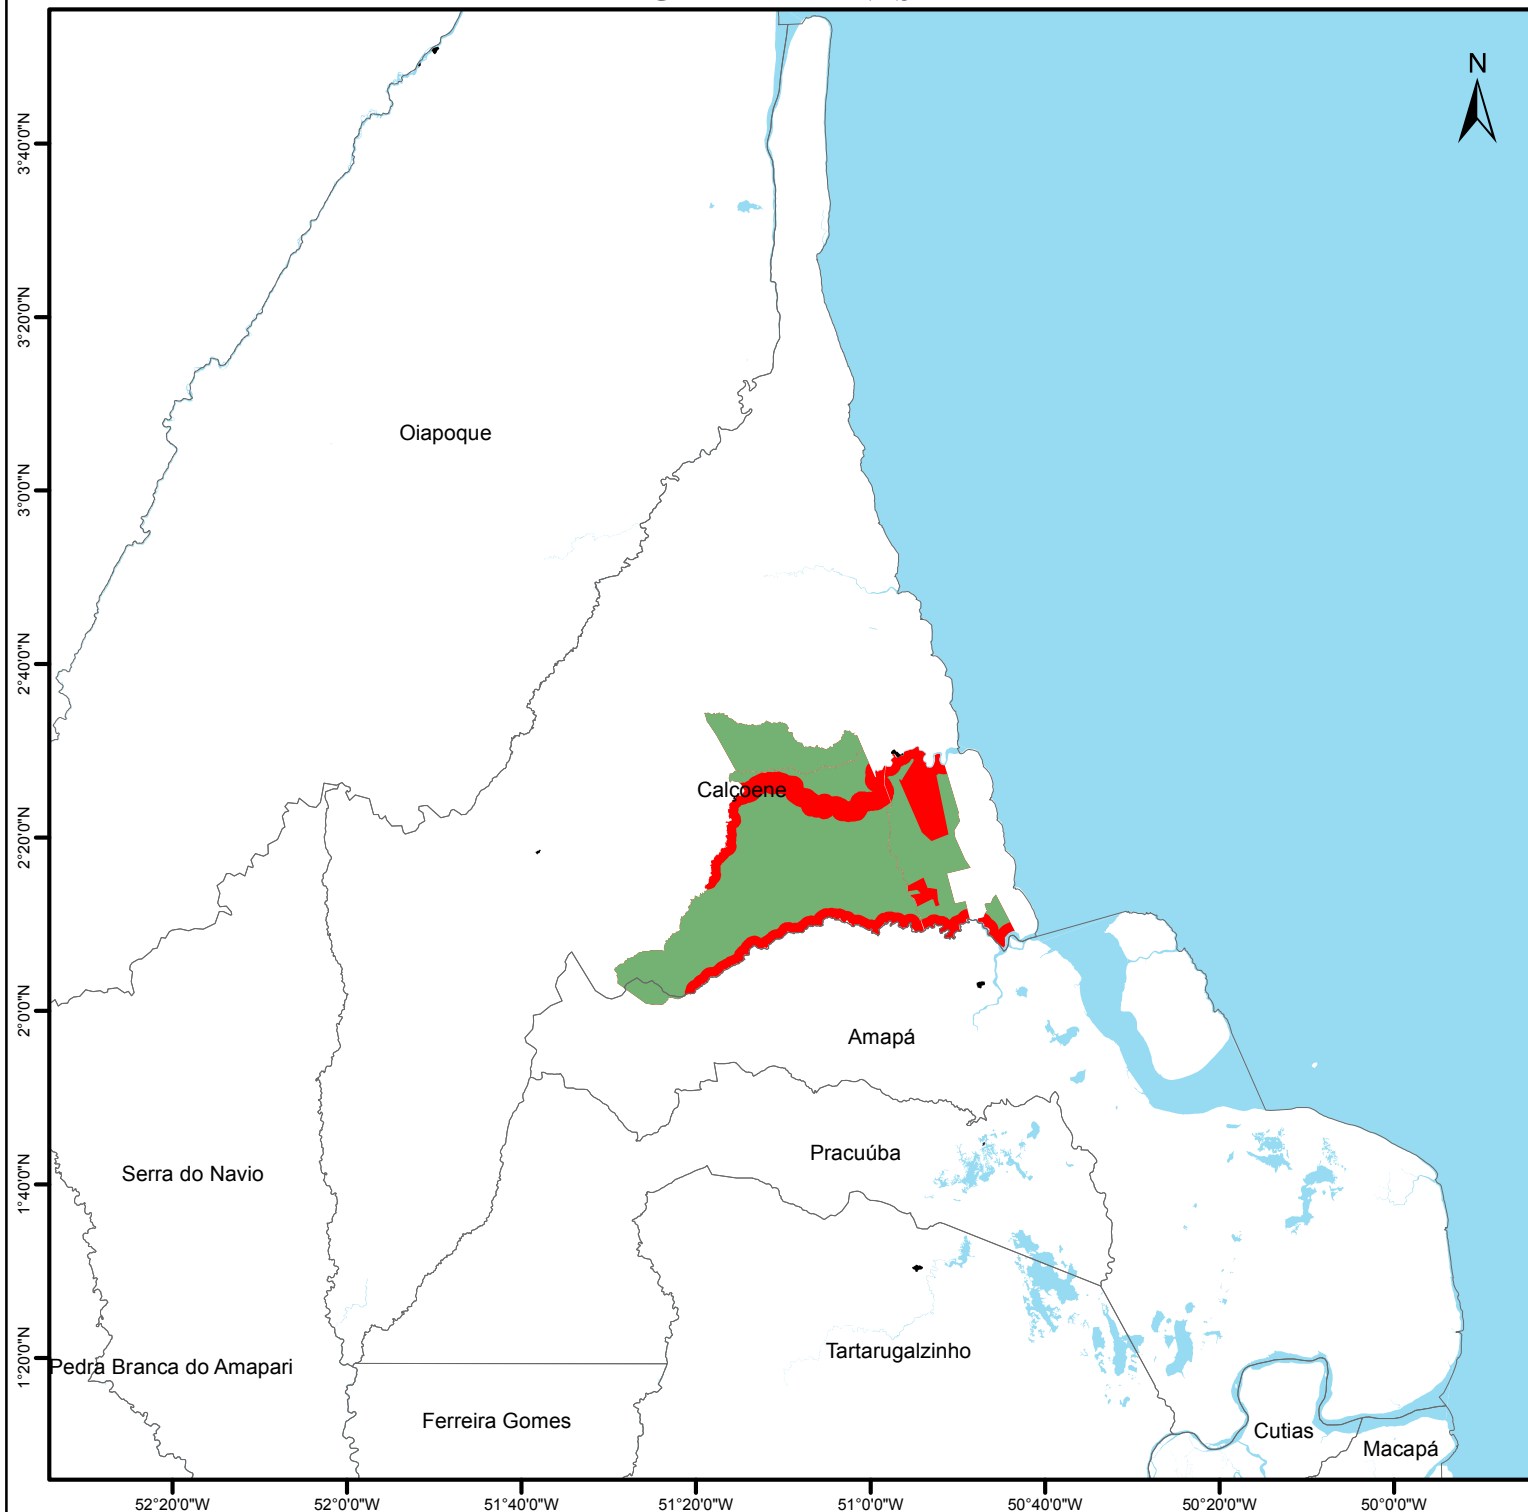 N
3°40'0"N
3°20'0"N
Oiapoque
3°0'0"N
2°40'0"N
Calçoene
2°20'0"N
2°0'0"N
Amapá
Pracuúba
Serra do Navio
1°40'0"N
Tartarugalzinho
1°20'0"N
Pedra Branca do Amapari
Ferreira Gomes
Cutias
Macapá
52°20'0"W 52°0'0"W 51°40'0"W 51°20'0"W 51°0'0"W 50°40'0"W 50°20'0"W 50°0'0"W